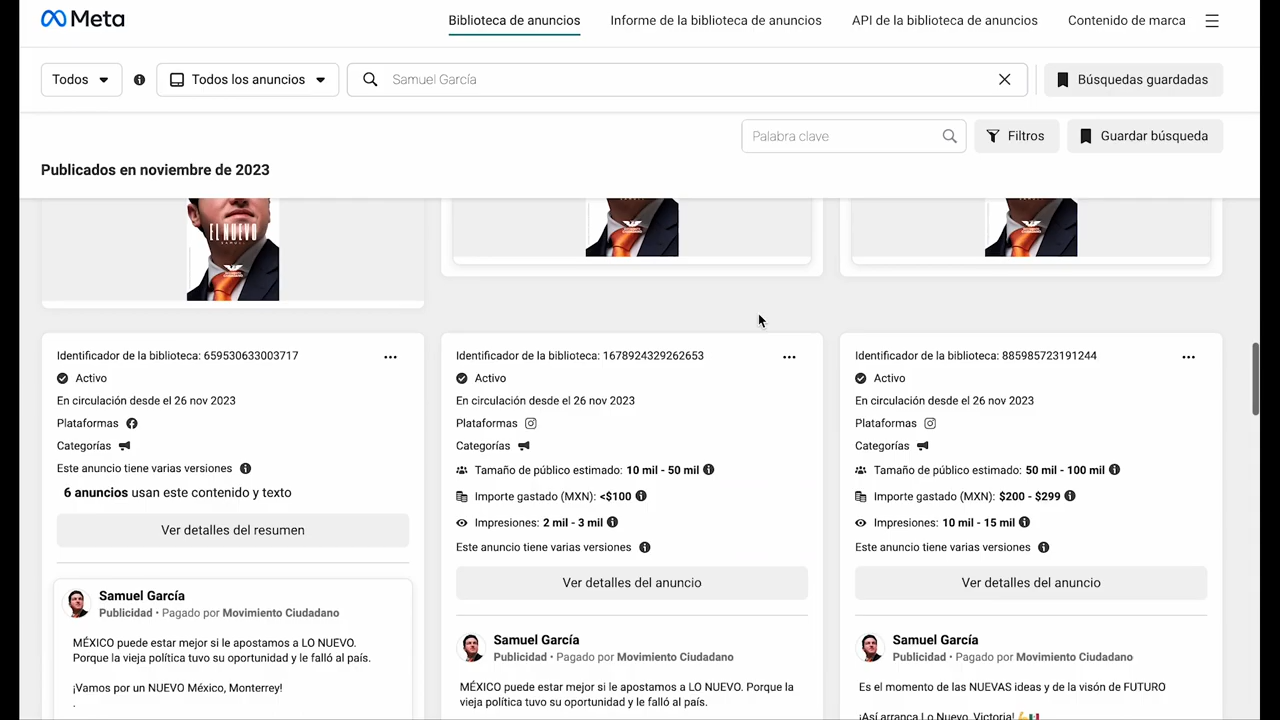 Meta
Biblioteca de anuncios
Informe de la biblioteca de anuncios
API de la biblioteca de anuncios
Contenido de marca
Todos
Todos los anuncios
Samuel García
Búsquedas guardadas
Palabra clave
Filtros
Guardar búsqueda
Publicados en noviembre de 2023
EL NUEVO
SAMUEL
Identificador de la biblioteca: 659530633003717
Activo
En circulación desde el 26 nov 2023
Plataformas
Categorías
Este anuncio tiene varias versiones
6 anuncios usan este contenido y texto
Ver detalles del resumen
Samuel García
Publicidad • Pagado por Movimiento Ciudadano
MÉXICO puede estar mejor si le apostamos a LO NUEVO.
Porque la vieja política tuvo su oportunidad y le falló al país.
¡Vamos por un NUEVO México, Monterrey!
.
Identificador de la biblioteca: 1678924329262653
Activo
En circulación desde el 26 nov 2023
Plataformas
Categorías
Tamaño de público estimado: 10 mil - 50 mil
Importe gastado (MXN): <$100
Impresiones: 2 mil - 3 mil
Este anuncio tiene varias versiones
Ver detalles del anuncio
Samuel García
Publicidad • Pagado por Movimiento Ciudadano
MÉXICO puede estar mejor si le apostamos a LO NUEVO. Porque la
vieja política tuvo su oportunidad y le falló al país.
Identificador de la biblioteca: 885985723191244
Activo
En circulación desde el 26 nov 2023
Plataformas
Categorías
Tamaño de público estimado: 50 mil - 100 mil
Importe gastado (MXN): $200 - $299
Impresiones: 10 mil - 15 mil
Este anuncio tiene varias versiones
Ver detalles del anuncio
Samuel García
Publicidad • Pagado por Movimiento Ciudadano
Es el momento de las NUEVAS ideas y de la visón de FUTURO
¡Así arranca Lo Nuevo, Victoria! 💪🇲🇽